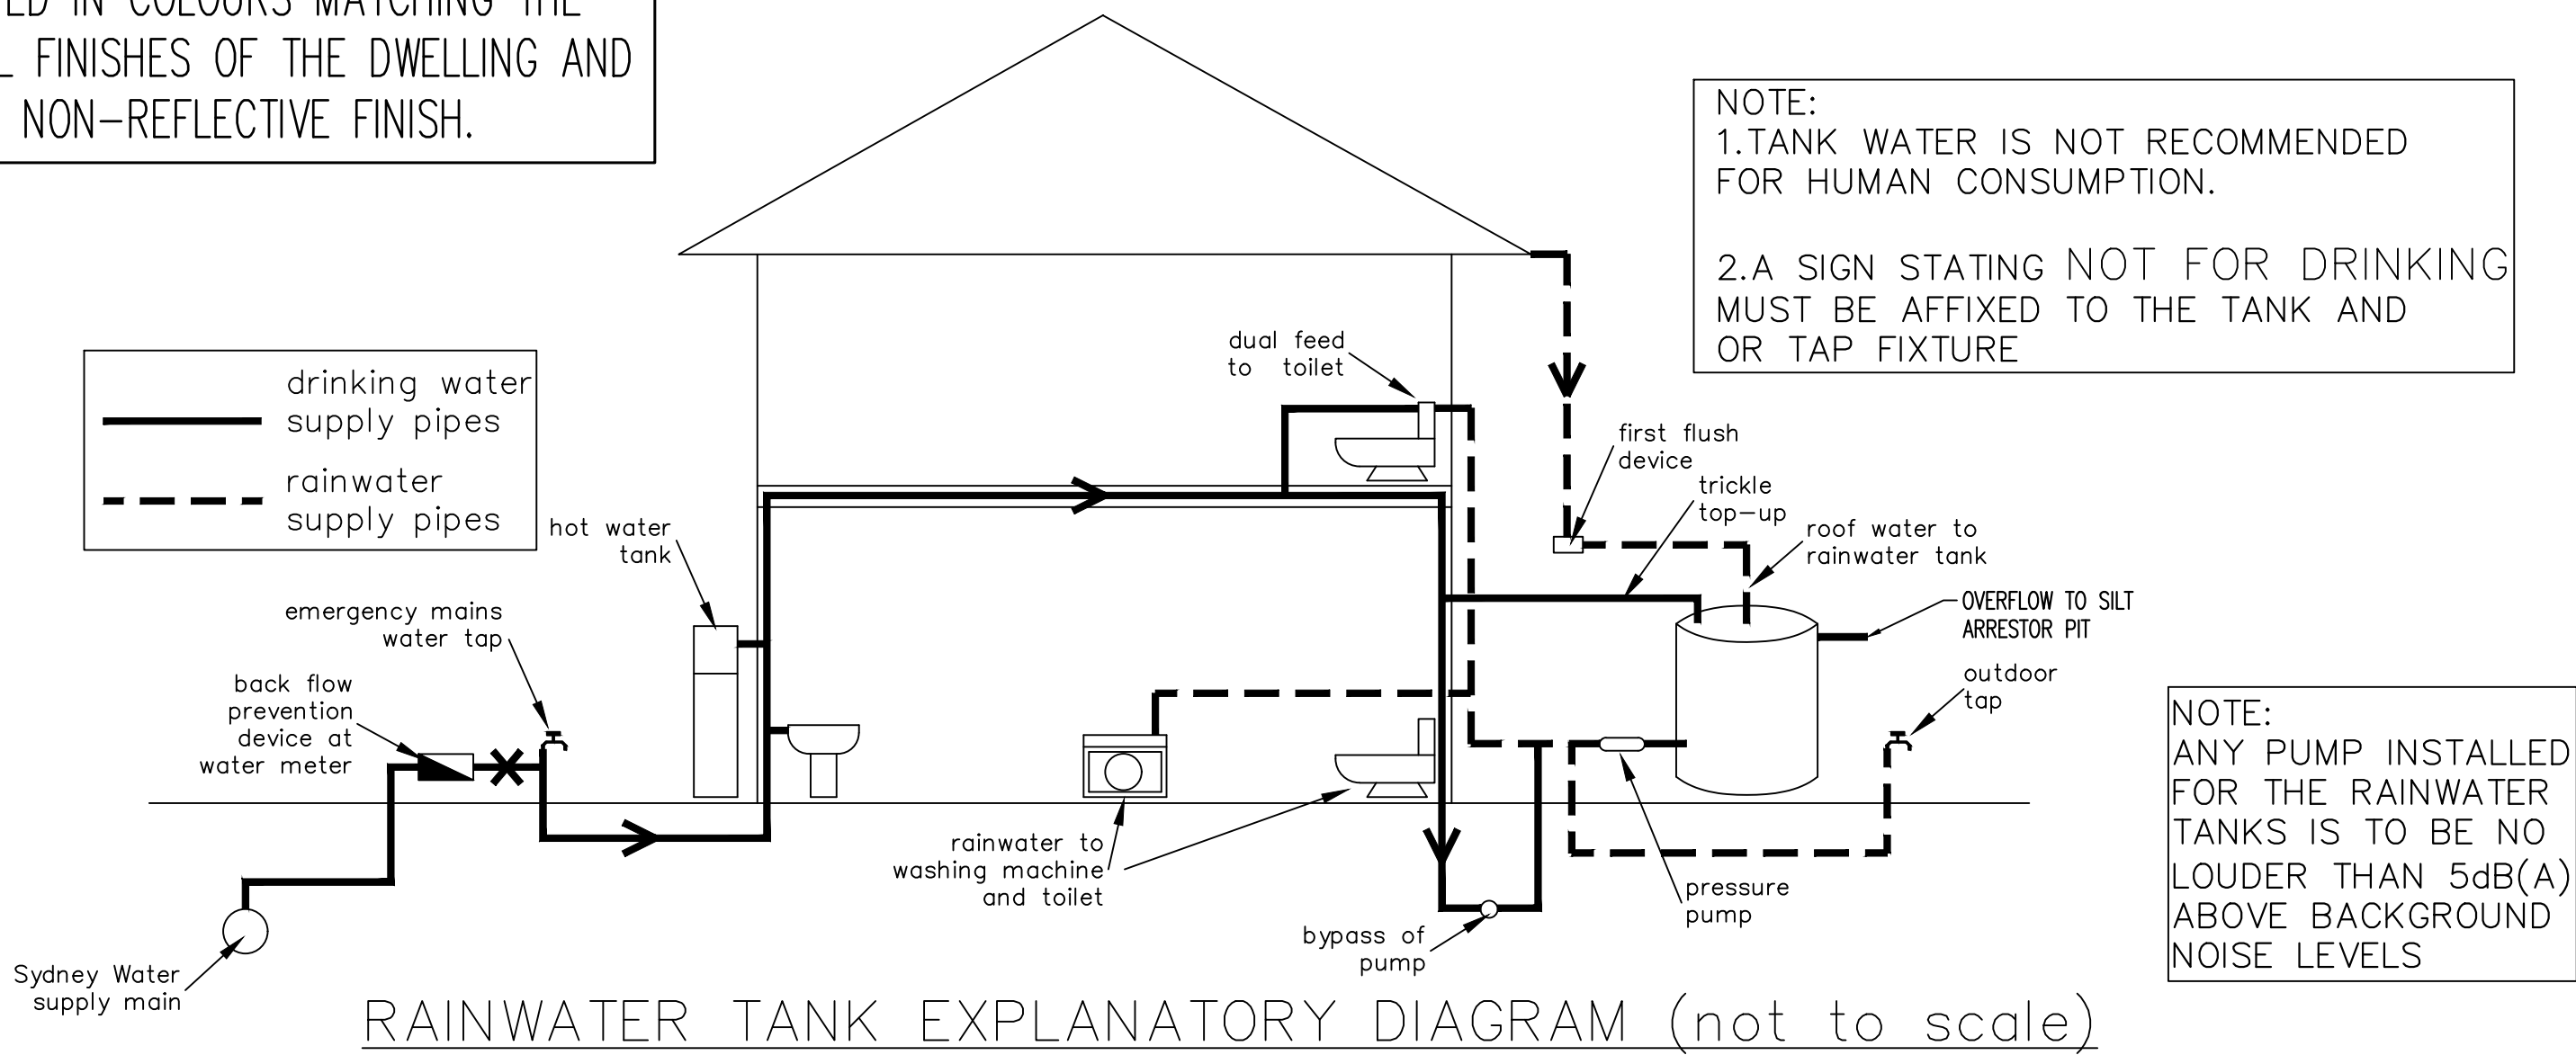 ED IN COLOURS MATCHING THE
L FINISHES OF THE DWELLING AND
NON-REFLECTIVE FINISH.
NOTE:
1.TANK WATER IS NOT RECOMMENDED
FOR HUMAN CONSUMPTION.
2.A SIGN STATING NOT FOR DRINKING
MUST BE AFFIXED TO THE TANK AND
OR TAP FIXTURE
drinking water
supply pipes
rainwater
supply pipes
dual feed
to toilet
first flush
device
trickle
top-up
roof water to
rainwater tank
OVERFLOW TO SILT
ARRESTOR PIT
outdoor
tap
hot water
tank
emergency mains
water tap
back flow
prevention
device at
water meter
rainwater to
washing machine
and toilet
pressure
pump
bypass of
pump
Sydney Water
supply main
NOTE:
ANY PUMP INSTALLED
FOR THE RAINWATER
TANKS IS TO BE NO
LOUDER THAN 5dB(A)
ABOVE BACKGROUND
NOISE LEVELS
RAINWATER TANK EXPLANATORY DIAGRAM (not to scale)